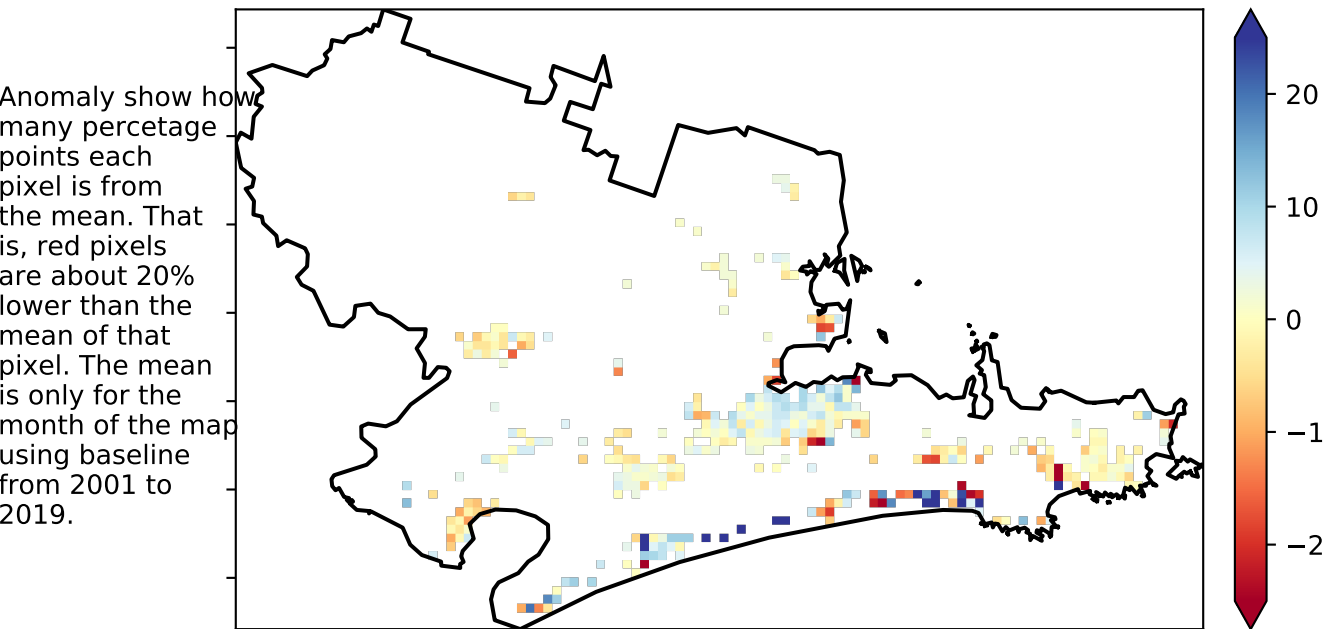 Anomaly show how
many percetage
points each
pixel is from
the mean. That
is, red pixels
are about 20%
lower than the
mean of that
pixel. The mean
is only for the
month of the map
using baseline
from 2001 to
2019.
20
10
0
−1
−2